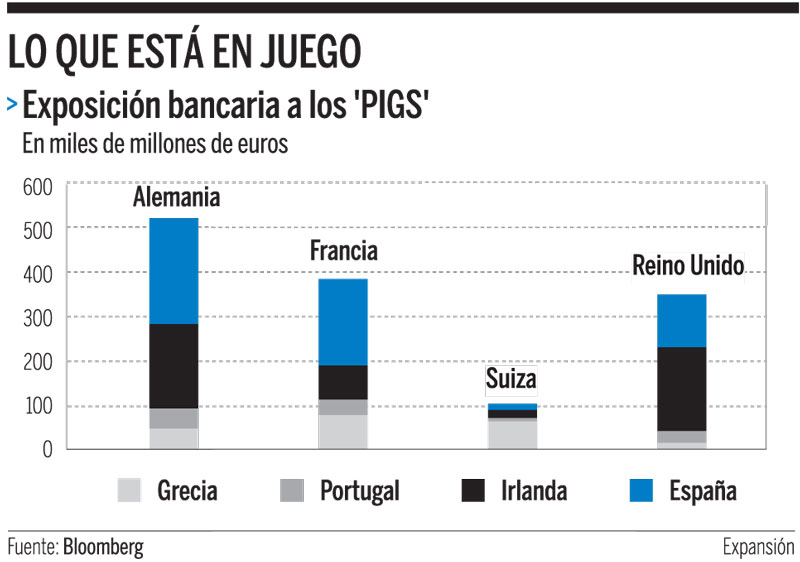 LO QUE ESTÁ EN JUEGO
> Exposición bancaria a los 'PIGS'
En miles de millones de euros
600
500
400
300
200
100
0
Alemania
Francia
Suiza
Reino Unido
Grecia Portugal Irlanda España
Fuente: Bloomberg Expansión